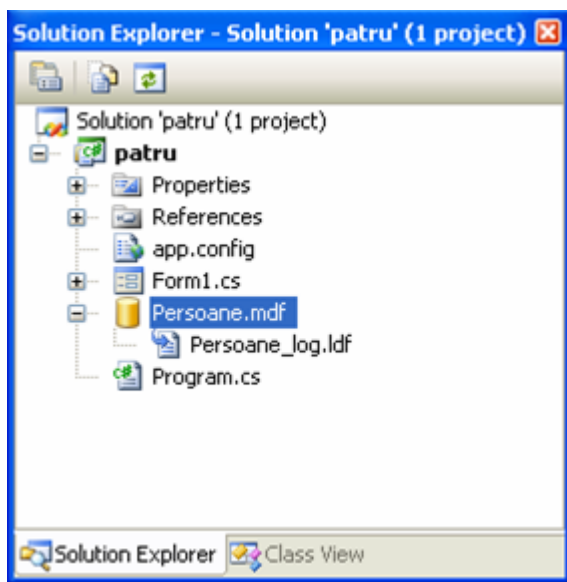 Solution Explorer - Solution 'patru' (1 project)
Solution 'patru' (1 project)
patru
Properties
References
app.config
Form1.cs
Persoane.mdf
Persoane_log.ldf
Program.cs
Solution Explorer Class View